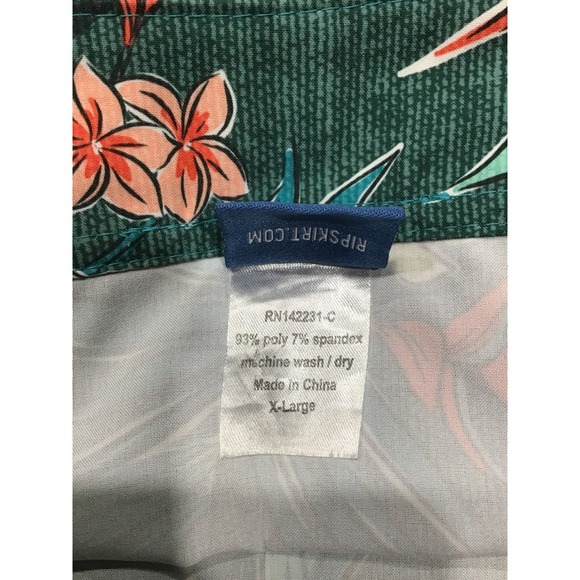 RIPSKIRT.COM
RN142231-C
93% poly 7% spandex
machine wash / dry
Made in China
X-Large